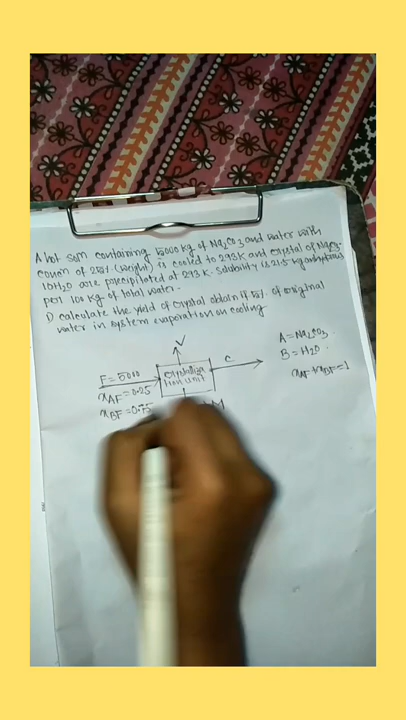 A hot soln containing 5000 kg of Na2CO3 and water with
concn of 25% (weight) is cooled to 293K and crystal of Na2CO3.
10H2O are precipitated at 293 K. solubility is 21.5 kg anhydrous
per 100 kg of total water.
1) calculate the yield of crystal obtain if 5% of original
water in system evaporation on cooling
A = Na2CO3
B = H2O
xAF + xBF = 1
V
F = 5000
xAF = 0.25
xBF = 0.75
crystalliza
tion unit
C
M